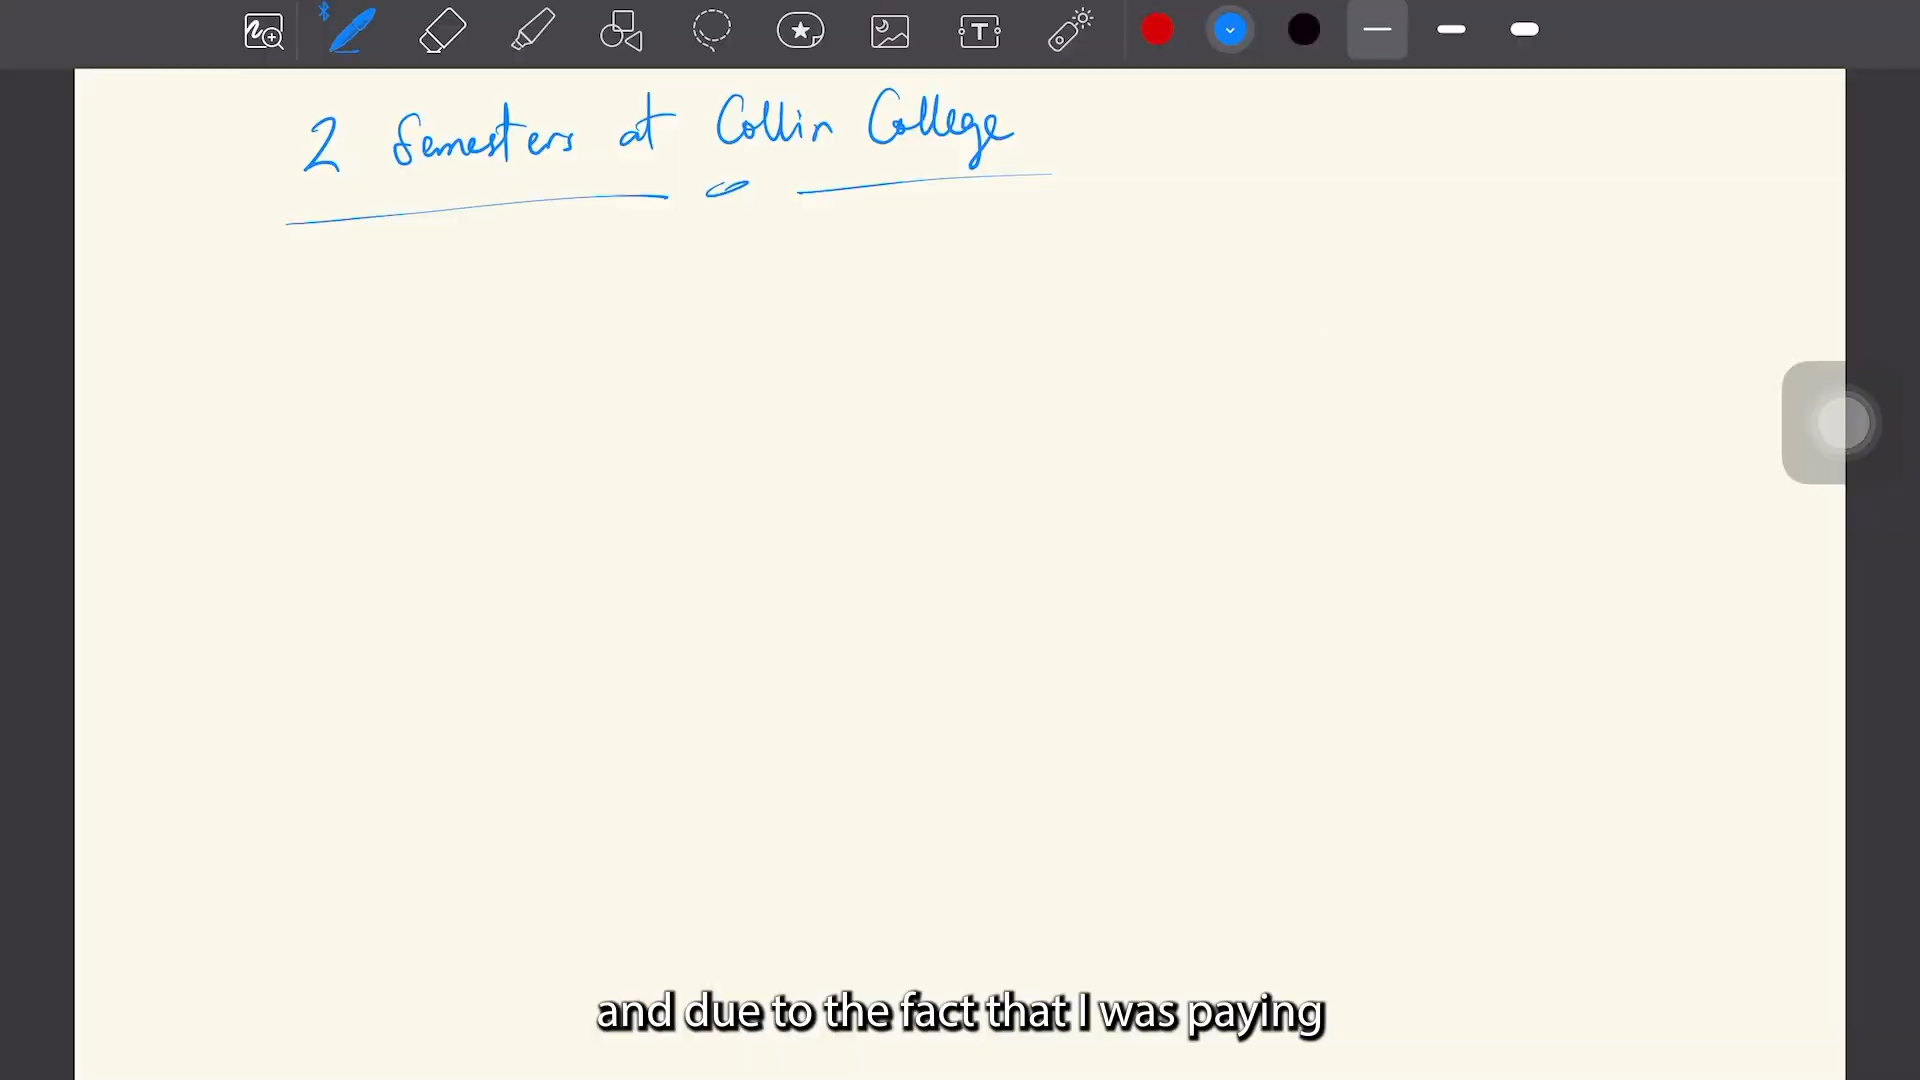 2 Semesters at Collin College
and due to the fact that I was paying